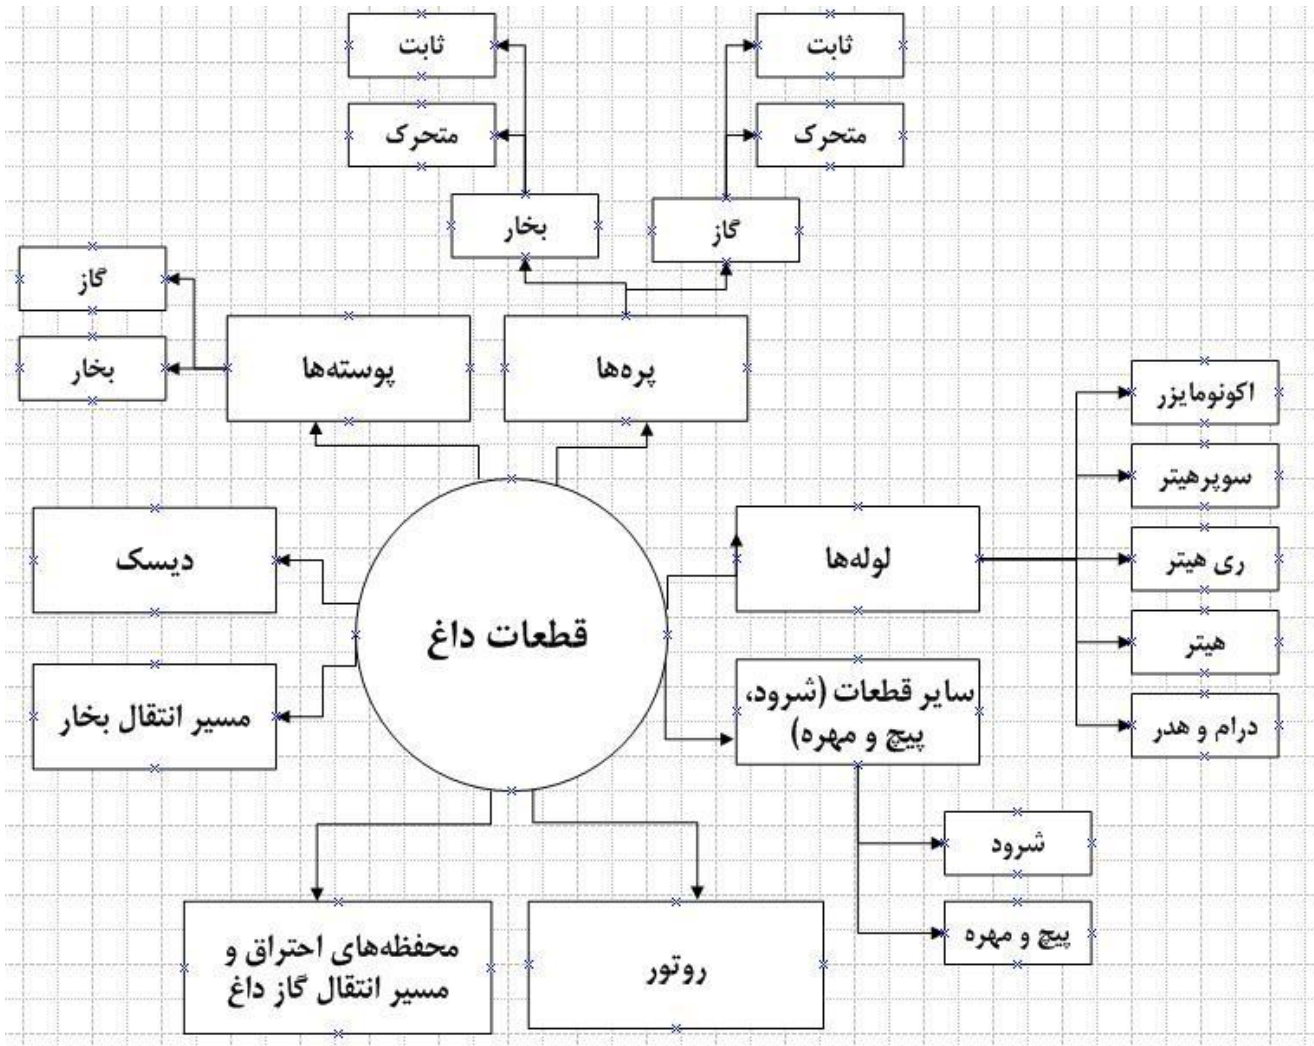 ثابت
ثابت
متحرک
متحرک
بخار
گاز
گاز
بخار
پوسته‌ها
پره‌ها
اکونومایزر
سوپرهیتر
ری هیتر
هیتر
درام و هدر
دیسک
لوله‌ها
قطعات داغ
مسیر انتقال بخار
سایر قطعات (شرود،
پیچ و مهره)
شرود
پیچ و مهره
محفظه‌های احتراق و
مسیر انتقال گاز داغ
روتور